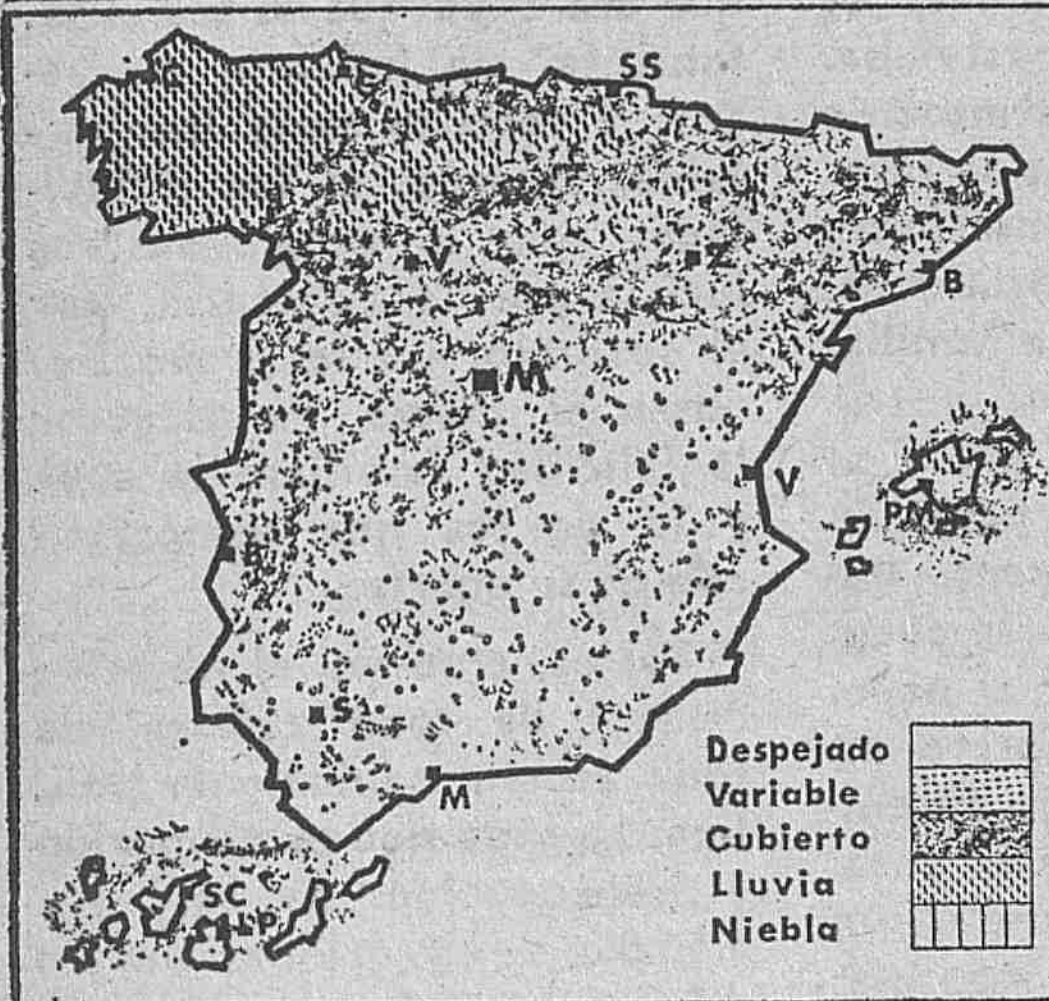 SS
V
Z
B
M
V
PM
S
M
SC
LP
Despejado
Variable
Cubierto
Lluvia
Niebla